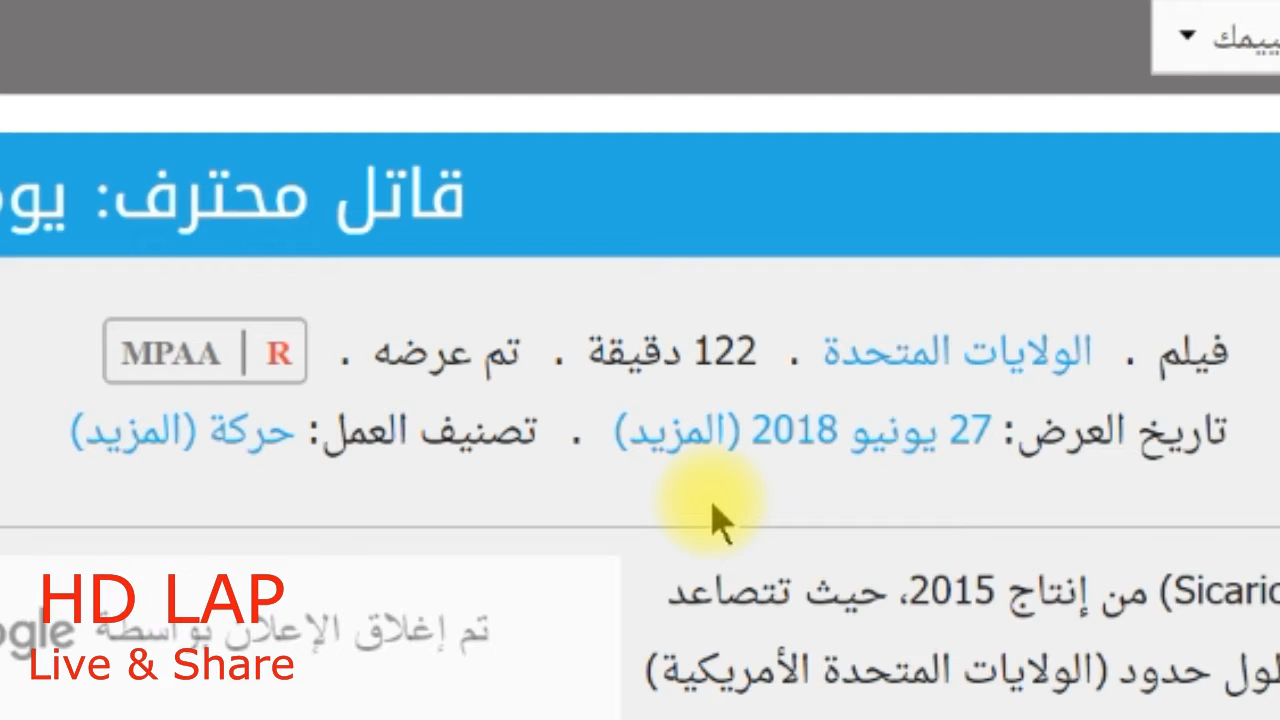 قاتل محترف:
فيلم . الولايات المتحدة . 122 دقيقة . تم عرضه . MPAA | R
تاريخ العرض: 27 يونيو 2018 (المزيد) . تصنيف العمل: حركة (المزيد)
Sicario) من إنتاج 2015، حيث تتصاعد
حدود (الولايات المتحدة الأمريكية)
تم إغلاق الإعلان بواسطة
HD LAP
Live & Share